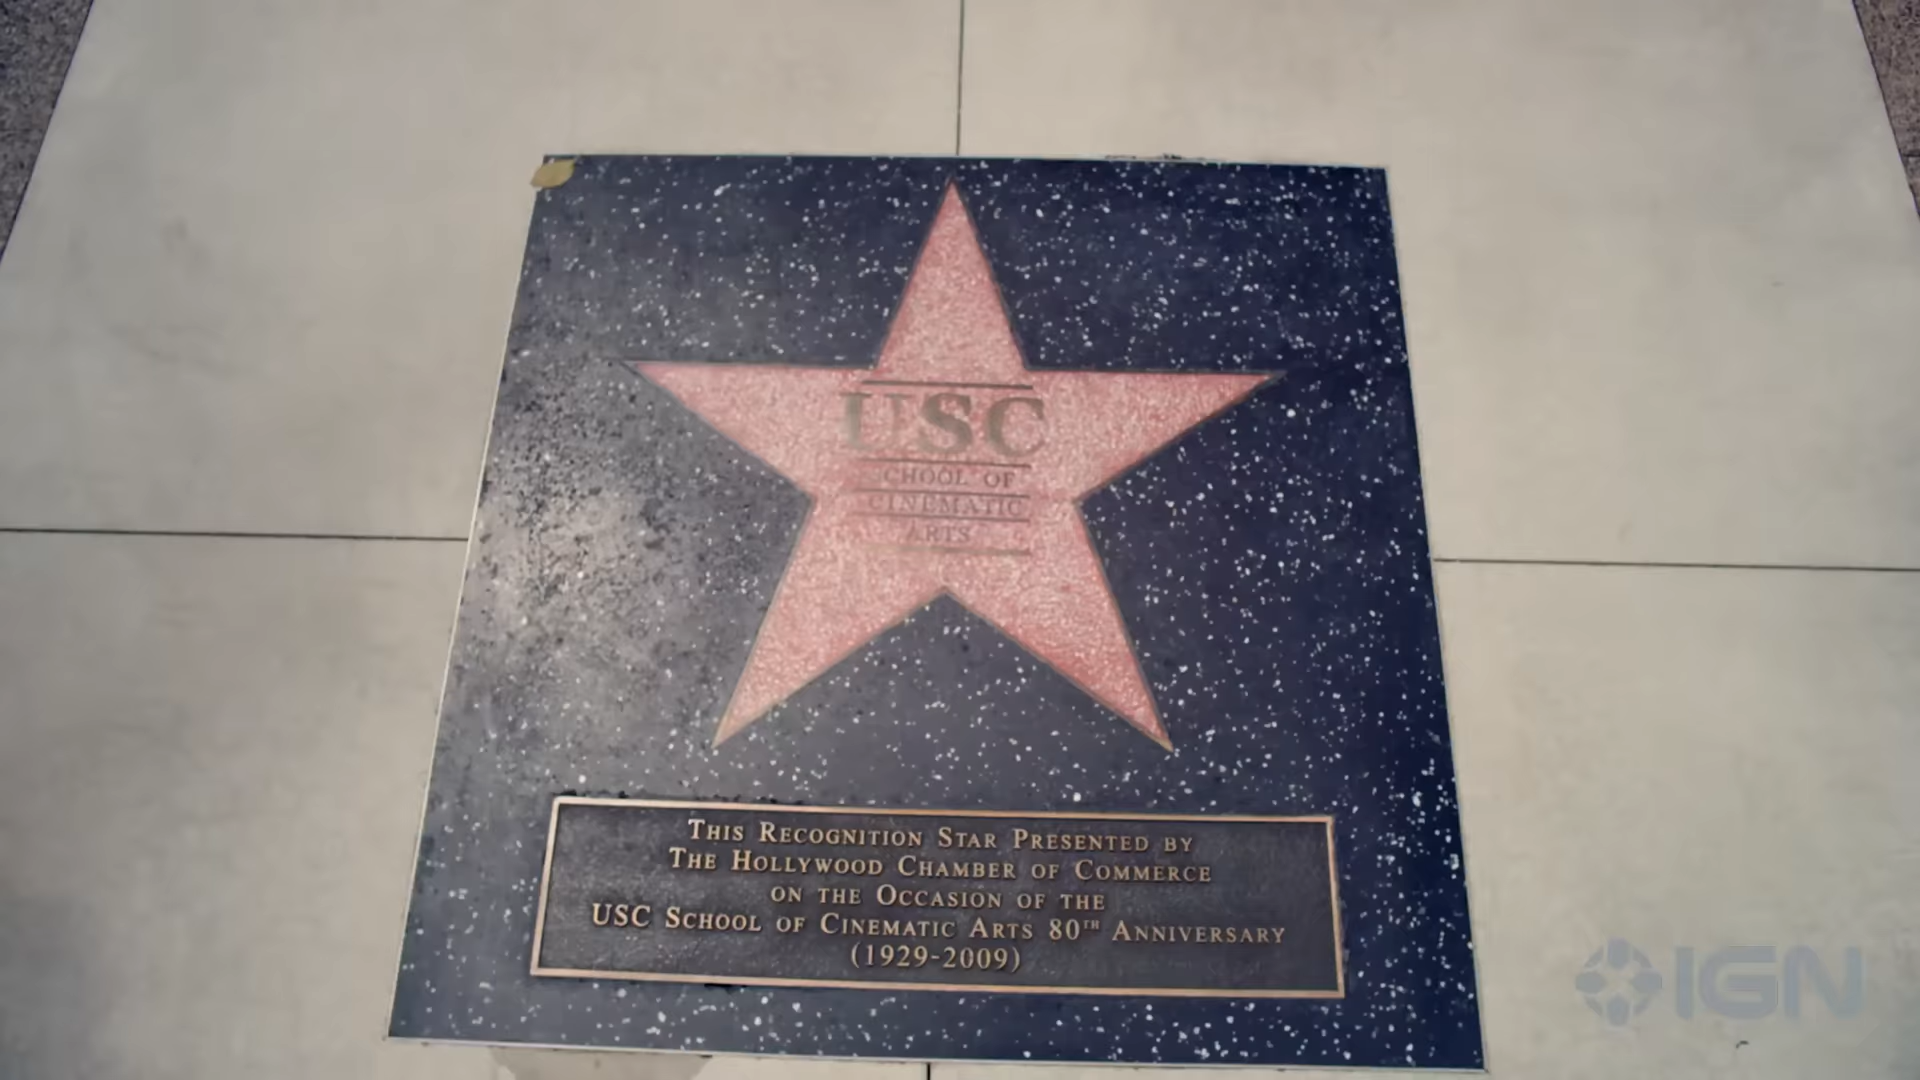 USC
SCHOOL OF
CINEMATIC
ARTS
THIS RECOGNITION STAR PRESENTED BY
THE HOLLYWOOD CHAMBER OF COMMERCE
ON THE OCCASION OF THE
USC SCHOOL OF CINEMATIC ARTS 80TH ANNIVERSARY
(1929-2009)
IGN